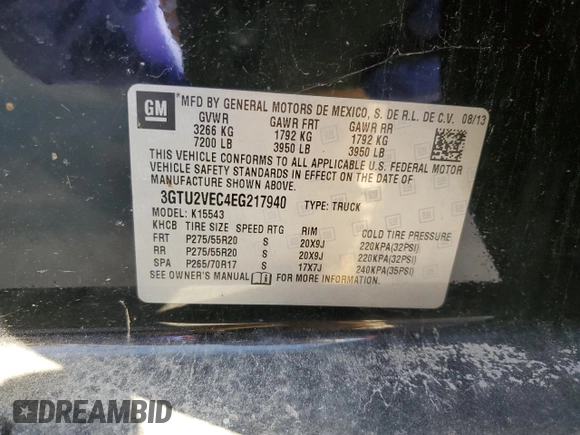 GM
*MFD BY GENERAL MOTORS DE MEXICO, S. DE R.L. DE C.V. 08/13
GVWR GAWR FRT GAWR RR
3266 KG 1792 KG 1792 KG
7200 LB 3950 LB 3950 LB
THIS VEHICLE CONFORMS TO ALL APPLICABLE U.S. FEDERAL MOTOR
VEHICLE SAFETY STANDARDS IN EFFECT ON THE DATE OF
MANUFACTURE SHOWN ABOVE.
3GTU2VEC4EG217940 TYPE: TRUCK
MODEL: K15543
KHCB TIRE SIZE SPEED RTG RIM COLD TIRE PRESSURE
FRT P275/55R20 S 20X9J 220KPA(32PSI)
RR P275/55R20 S 20X9J 220KPA(32PSI)
SPA P265/70R17 S 17X7J 240KPA(35PSI)
SEE OWNER'S MANUAL FOR MORE INFORMATION.
DREAMBID